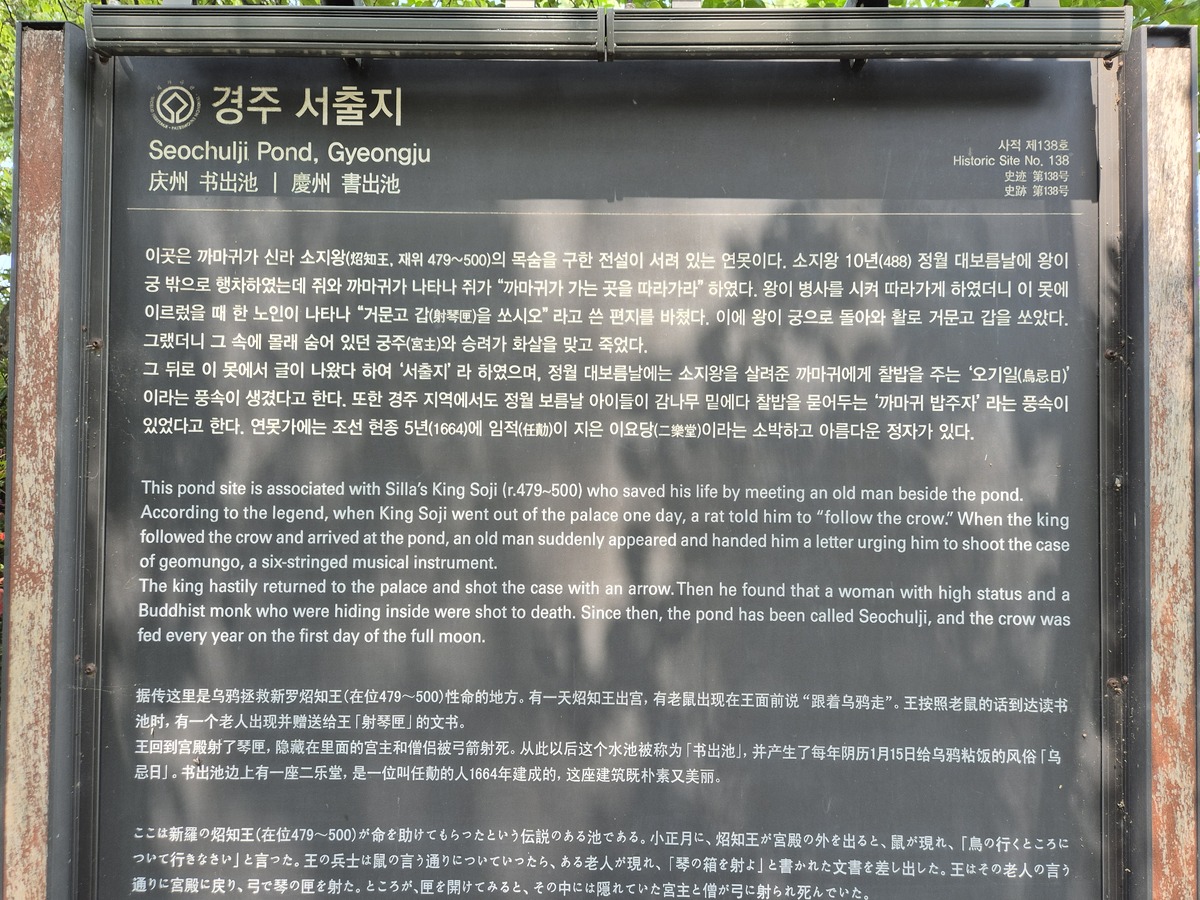 경주 서출지
Seochulji Pond, Gyeongju
庆州 书出池 | 慶州 書出池
사적 제138호
Historic Site No. 138
史迹 第138号
史跡 第138号
이곳은 까마귀가 신라 소지왕(炤知王, 재위 479~500)의 목숨을 구한 전설이 서려 있는 연못이다. 소지왕 10년(488) 정월 대보름날에 왕이
궁 밖으로 행차하였는데 쥐와 까마귀가 나타나 쥐가 “까마귀가 가는 곳을 따라가라” 하였다. 왕이 병사를 시켜 따라가게 하였더니 이 못에
이르렀을 때 한 노인이 나타나 “거문고 갑(射琴匣)을 쏘시오” 라고 쓴 편지를 바쳤다. 이에 왕이 궁으로 돌아와 활로 거문고 갑을 쏘았다.
그랬더니 그 속에 몰래 숨어 있던 궁주(宮主)와 승려가 화살을 맞고 죽었다.
그 뒤로 이 못에서 글이 나왔다 하여 ‘서출지’ 라 하였으며, 정월 대보름날에는 소지왕을 살려준 까마귀에게 찰밥을 주는 ‘오기일(烏忌日)’
이라는 풍속이 생겼다고 한다. 또한 경주 지역에서도 정월 보름날 아이들이 감나무 밑에다 찰밥을 묻어두는 ‘까마귀 밥주자’ 라는 풍속이
있었다고 한다. 연못가에는 조선 현종 5년(1664)에 임적(任勣)이 지은 이요당(二樂堂)이라는 소박하고 아름다운 정자가 있다.
This pond site is associated with Silla’s King Soji (r.479~500) who saved his life by meeting an old man beside the pond.
According to the legend, when King Soji went out of the palace one day, a rat told him to “follow the crow.” When the king
followed the crow and arrived at the pond, an old man suddenly appeared and handed him a letter urging him to shoot the case
of geomungo, a six-stringed musical instrument.
The king hastily returned to the palace and shot the case with an arrow. Then he found that a woman with high status and a
Buddhist monk who were hiding inside were shot to death. Since then, the pond has been called Seochulji, and the crow was
fed every year on the first day of the full moon.
据传这里是乌鸦拯救新罗炤知王(在位479～500)性命的地方。有一天炤知王出宫，有老鼠出现在王面前说“跟着乌鸦走”。王按照老鼠的话到达读书
池时，有一个老人出现并赠送给王「射琴匣」的文书。
王回到宫殿射了琴匣，隐藏在里面的宫主和僧侣被弓箭射死。从此以后这个水池被称为「书出池」，并产生了每年阴历1月15日给乌鸦粘饭的风俗「乌
忌日」。书出池边上有一座二乐堂，是一位叫任勣的人1664年建成的，这座建筑既朴素又美丽。
ここは新羅の炤知王(在位479～500)が命を助けてもらったという伝説のある池である。小正月に、炤知王が宮殿の外を出ると、鼠が現れ、「鳥の行くところに
ついて行きなさい」と言った。王の兵士は鼠の言う通りについていったら、ある老人が現れ、「琴の箱を射よ」と書かれた文書を差し出した。王はその老人の言う
通りに宮殿に戻り、弓で琴の匣を射た。ところが、匣を開けてみると、その中には隠れていた宮主と僧が弓に射られ死んでいた。